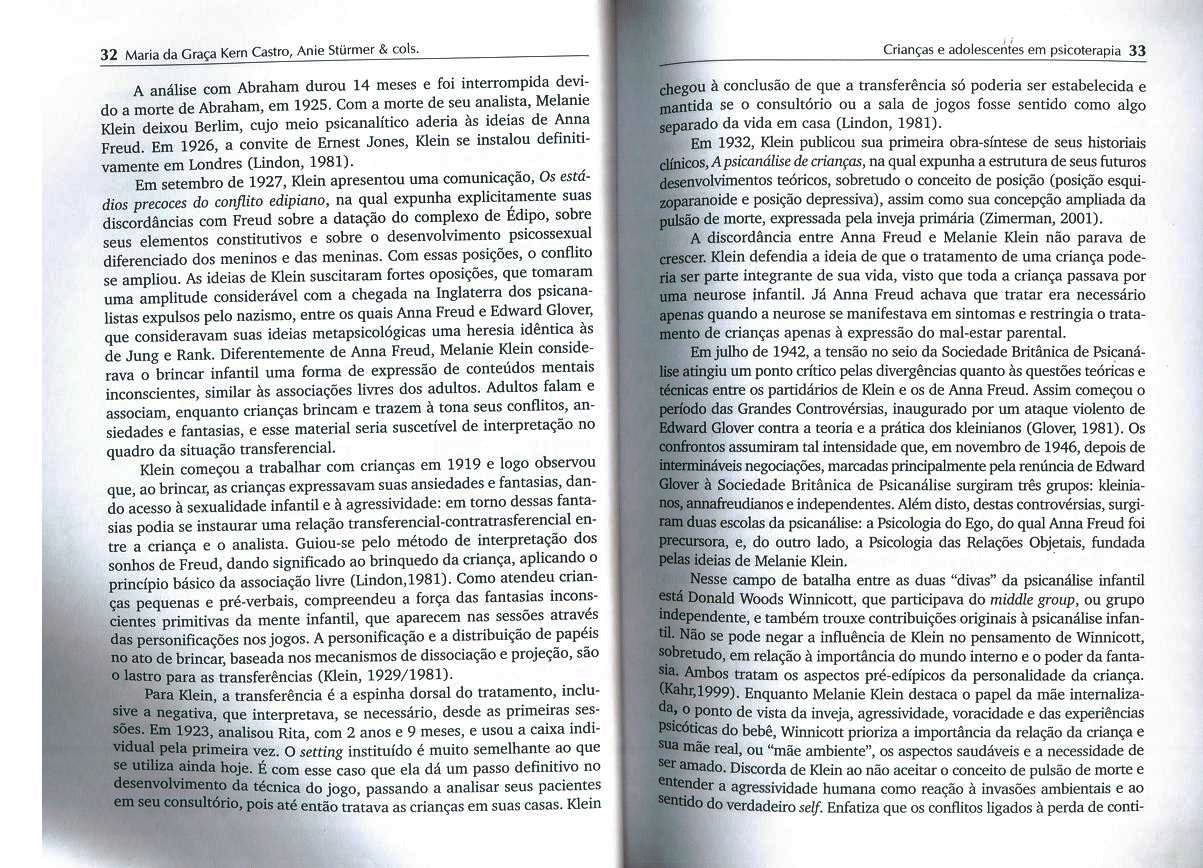 32 Maria da Graça Kern Castro, Anie Stürmer & cols.
A análise com Abraham durou 14 meses e foi interrompida devi-
do a morte de Abraham, em 1925. Com a morte de seu analista, Melanie
Klein deixou Berlim, cujo meio psicanalítico aderia às ideias de Anna
Freud. Em 1926, a convite de Ernest Jones, Klein se instalou definiti-
vamente em Londres (Lindon, 1981).
Em setembro de 1927, Klein apresentou uma comunicação, Os está-
dios precoces do conflito edipiano, na qual expunha explicitamente suas
discordâncias com Freud sobre a datação do complexo de Édipo, sobre
seus elementos constitutivos e sobre o desenvolvimento psicossexual
diferenciado dos meninos e das meninas. Com essas posições, o conflito
se ampliou. As ideias de Klein suscitaram fortes oposições, que tomaram
uma amplitude considerável com a chegada na Inglaterra dos psicana-
listas expulsos pelo nazismo, entre os quais Anna Freud e Edward Glover,
que consideravam suas ideias metapsicológicas uma heresia idêntica às
de Jung e Rank. Diferentemente de Anna Freud, Melanie Klein conside-
rava o brincar infantil uma forma de expressão de conteúdos mentais
inconscientes, similar às associações livres dos adultos. Adultos falam e
associam, enquanto crianças brincam e trazem à tona seus conflitos, an-
siedades e fantasias, e esse material seria suscetível de interpretação no
quadro da situação transferencial.
Klein começou a trabalhar com crianças em 1919 e logo observou
que, ao brincar, as crianças expressavam suas ansiedades e fantasias, dan-
do acesso à sexualidade infantil e à agressividade: em torno dessas fanta-
sias podia se instaurar uma relação transferencial-contratrasferencial en-
tre a criança e o analista. Guiou-se pelo método de interpretação dos
sonhos de Freud, dando significado ao brinquedo da criança, aplicando o
princípio básico da associação livre (Lindon,1981). Como atendeu crian-
ças pequenas e pré-verbais, compreendeu a força das fantasias incons-
cientes primitivas da mente infantil, que aparecem nas sessões através
das personificações nos jogos. A personificação e a distribuição de papéis
no ato de brincar, baseada nos mecanismos de dissociação e projeção, são
o lastro para as transferências (Klein, 1929/1981).
Para Klein, a transferência é a espinha dorsal do tratamento, inclu-
sive a negativa, que interpretava, se necessário, desde as primeiras ses-
sões. Em 1923, analisou Rita, com 2 anos e 9 meses, e usou a caixa indi-
vidual pela primeira vez. O setting instituído é muito semelhante ao que
se utiliza ainda hoje. É com esse caso que ela dá um passo definitivo no
desenvolvimento da técnica do jogo, passando a analisar seus pacientes
em seu consultório, pois até então tratava as crianças em suas casas. Klein
Crianças e adolescentes em psicoterapia 33
chegou à conclusão de que a transferência só poderia ser estabelecida e
mantida se o consultório ou a sala de jogos fosse sentido como algo
separado da vida em casa (Lindon, 1981).
Em 1932, Klein publicou sua primeira obra-síntese de seus historiais
clínicos, A psicanálise de crianças, na qual expunha a estrutura de seus futuros
desenvolvimentos teóricos, sobretudo o conceito de posição (posição esqui-
zoparanoide e posição depressiva), assim como sua concepção ampliada da
pulsão de morte, expressada pela inveja primária (Zimerman, 2001).
A discordância entre Anna Freud e Melanie Klein não parava de
crescer. Klein defendia a ideia de que o tratamento de uma criança pode-
ria ser parte integrante de sua vida, visto que toda a criança passava por
uma neurose infantil. Já Anna Freud achava que tratar era necessário
apenas quando a neurose se manifestava em sintomas e restringia o trata-
mento de crianças apenas à expressão do mal-estar parental.
Em julho de 1942, a tensão no seio da Sociedade Britânica de Psicaná-
lise atingiu um ponto crítico pelas divergências quanto às questões teóricas e
técnicas entre os partidários de Klein e os de Anna Freud. Assim começou o
período das Grandes Controvérsias, inaugurado por um ataque violento de
Edward Glover contra a teoria e a prática dos kleinianos (Glover, 1981). Os
confrontos assumiram tal intensidade que, em novembro de 1946, depois de
intermináveis negociações, marcadas principalmente pela renúncia de Edward
Glover à Sociedade Britânica de Psicanálise surgiram três grupos: kleinia-
nos, annafreudianos e independentes. Além disto, destas controvérsias, surgi-
ram duas escolas da psicanálise: a Psicologia do Ego, do qual Anna Freud foi
precursora, e, do outro lado, a Psicologia das Relações Objetais, fundada
pelas ideias de Melanie Klein.
Nesse campo de batalha entre as duas “divas” da psicanálise infantil
está Donald Woods Winnicott, que participava do middle group, ou grupo
independente, e também trouxe contribuições originais à psicanálise infan-
til. Não se pode negar a influência de Klein no pensamento de Winnicott,
sobretudo, em relação à importância do mundo interno e o poder da fanta-
sia. Ambos tratam os aspectos pré-edípicos da personalidade da criança.
(Kahr,1999). Enquanto Melanie Klein destaca o papel da mãe internaliza-
da, o ponto de vista da inveja, agressividade, voracidade e das experiências
psicóticas do bebê, Winnicott prioriza a importância da relação da criança e
sua mãe real, ou “mãe ambiente”, os aspectos saudáveis e a necessidade de
ser amado. Discorda de Klein ao não aceitar o conceito de pulsão de morte e
entender a agressividade humana como reação à invasões ambientais e ao
sentido do verdadeiro self. Enfatiza que os conflitos ligados à perda de conti-